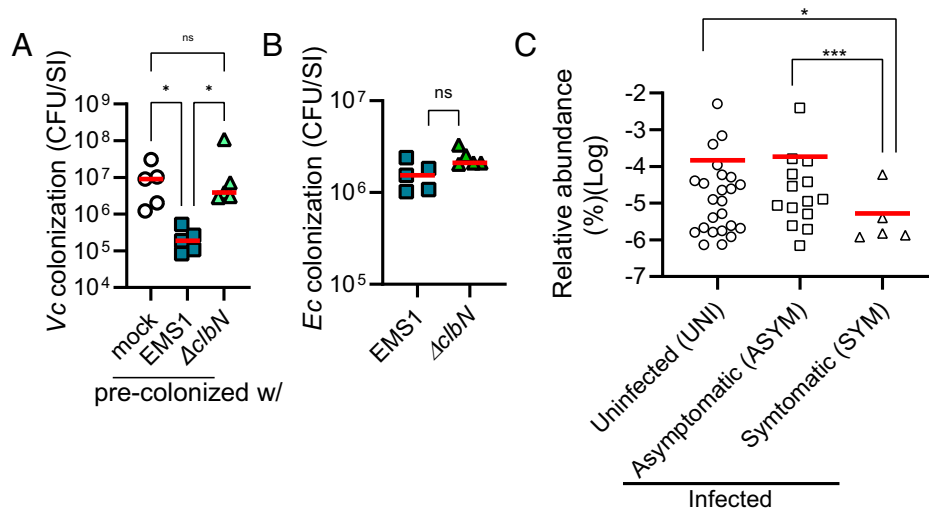 A
ns
*
*
Vc colonization (CFU/SI)
10^9
10^8
10^7
10^6
10^5
10^4
mock
EMS1
ΔclbN
pre-colonized w/
B
ns
Ec colonization (CFU/SI)
10^7
10^6
10^5
EMS1
ΔclbN
C
*
***
Relative abundance
(%)(Log)
-2
-3
-4
-5
-6
-7
Uninfected (UNI)
Asymptomatic (ASYM)
Symtomatic (SYM)
Infected